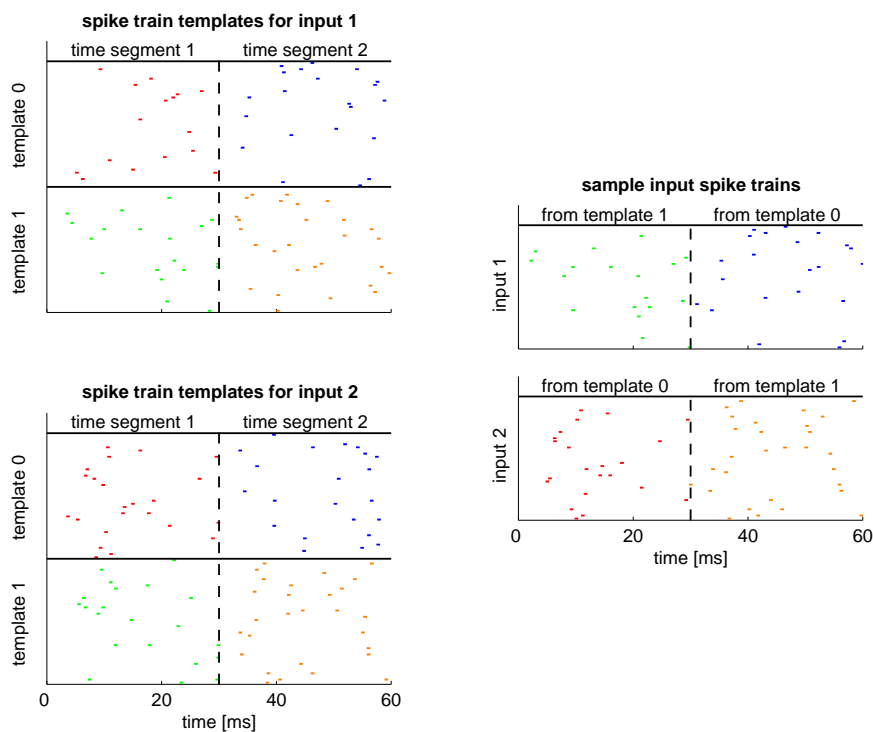 spike train templates for input 1
time segment 1 time segment 2
template 0
template 1
spike train templates for input 2
time segment 1 time segment 2
template 0
template 1
0 20 40 60
time [ms]
sample input spike trains
from template 1 from template 0
input 1
from template 0 from template 1
input 2
0 20 40 60
time [ms]